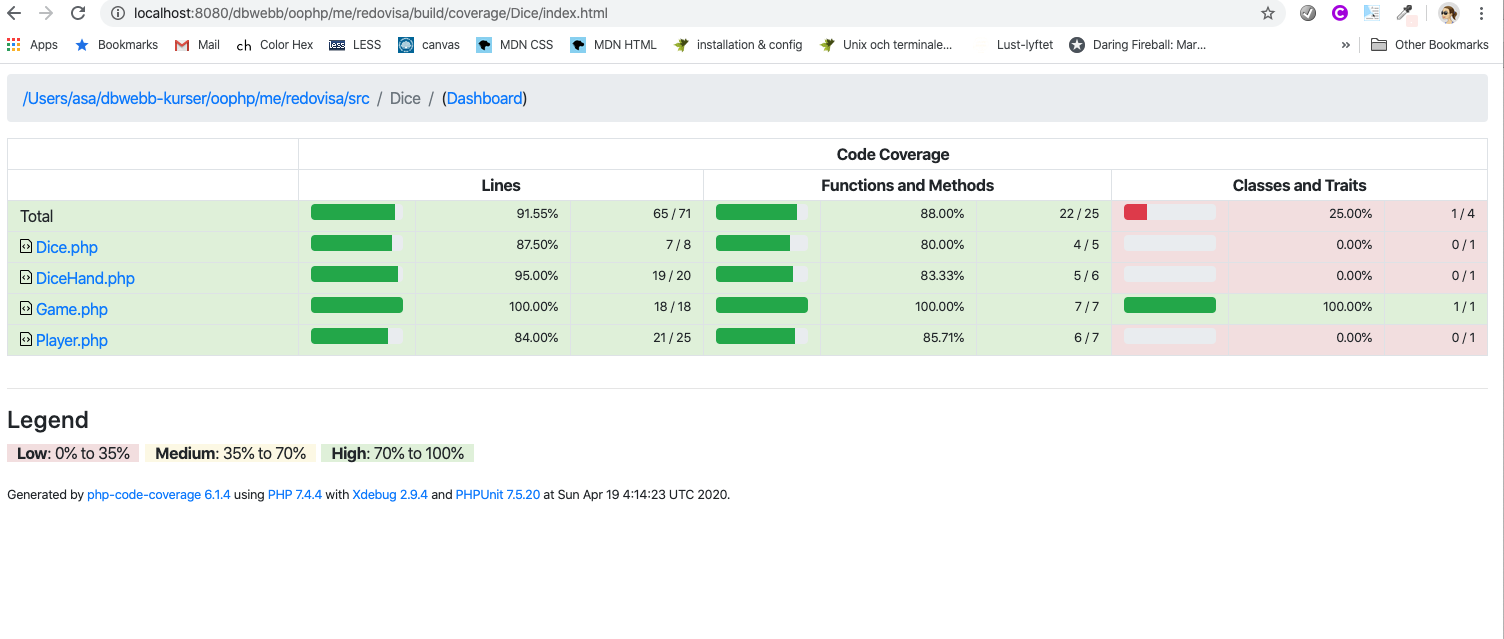 localhost:8080/dbwebb/oophp/me/redovisa/build/coverage/Dice/index.html
Apps Bookmarks Mail ch Color Hex less LESS canvas MDN CSS MDN HTML installation & config Unix och terminale... Lust-lyftet Daring Fireball: Mar... » Other Bookmarks
/Users/asa/dbwebb-kurser/oophp/me/redovisa/src / Dice / (Dashboard)
Code Coverage
Lines Functions and Methods Classes and Traits
Total 91.55% 65 / 71 88.00% 22 / 25 25.00% 1 / 4
Dice.php 87.50% 7 / 8 80.00% 4 / 5 0.00% 0 / 1
DiceHand.php 95.00% 19 / 20 83.33% 5 / 6 0.00% 0 / 1
Game.php 100.00% 18 / 18 100.00% 7 / 7 100.00% 1 / 1
Player.php 84.00% 21 / 25 85.71% 6 / 7 0.00% 0 / 1
Legend
Low: 0% to 35% Medium: 35% to 70% High: 70% to 100%
Generated by php-code-coverage 6.1.4 using PHP 7.4.4 with Xdebug 2.9.4 and PHPUnit 7.5.20 at Sun Apr 19 4:14:23 UTC 2020.